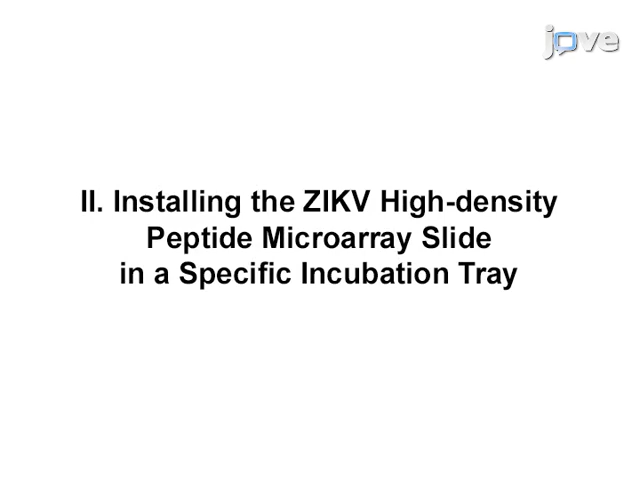 jove
II. Installing the ZIKV High-density
Peptide Microarray Slide
in a Specific Incubation Tray